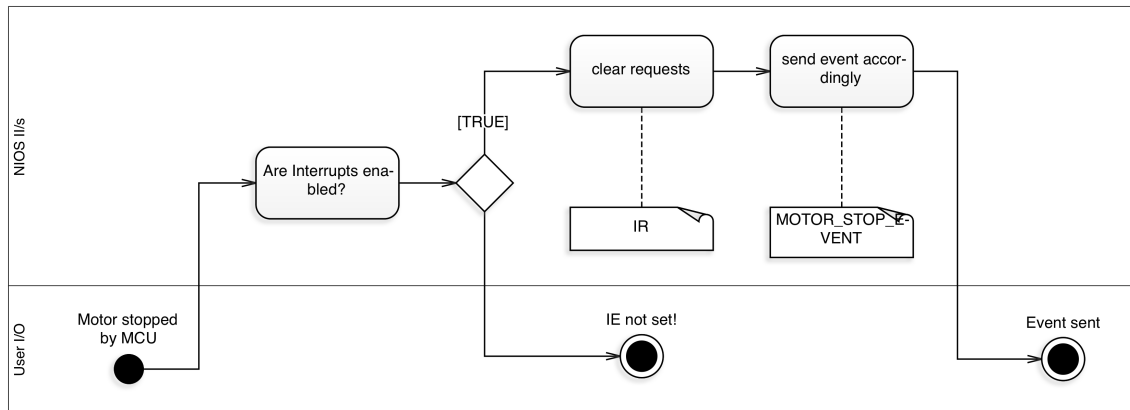 NIOS II/s
clear requests
send event accor-
dingly
[TRUE]
Are Interrupts ena-
bled?
IR
MOTOR_STOP_E-
VENT
User I/O
Motor stopped
by MCU
IE not set!
Event sent